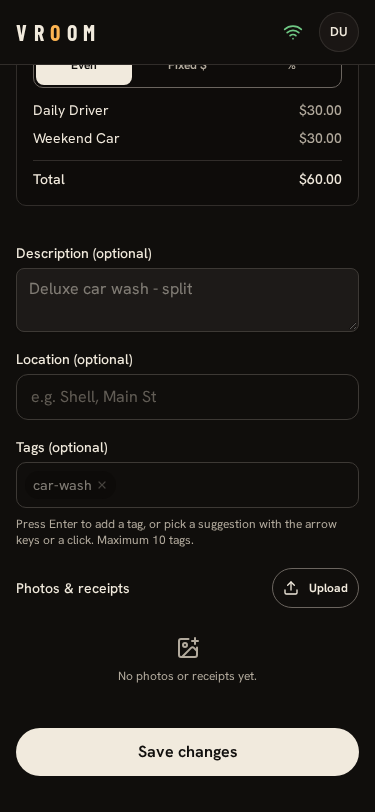 VROOM
DU
Even
Fixed $
%
Daily Driver
$30.00
Weekend Car
$30.00
Total
$60.00
Description (optional)
Deluxe car wash - split
Location (optional)
e.g. Shell, Main St
Tags (optional)
car-wash ×
Press Enter to add a tag, or pick a suggestion with the arrow
keys or a click. Maximum 10 tags.
Photos & receipts
Upload
No photos or receipts yet.
Save changes